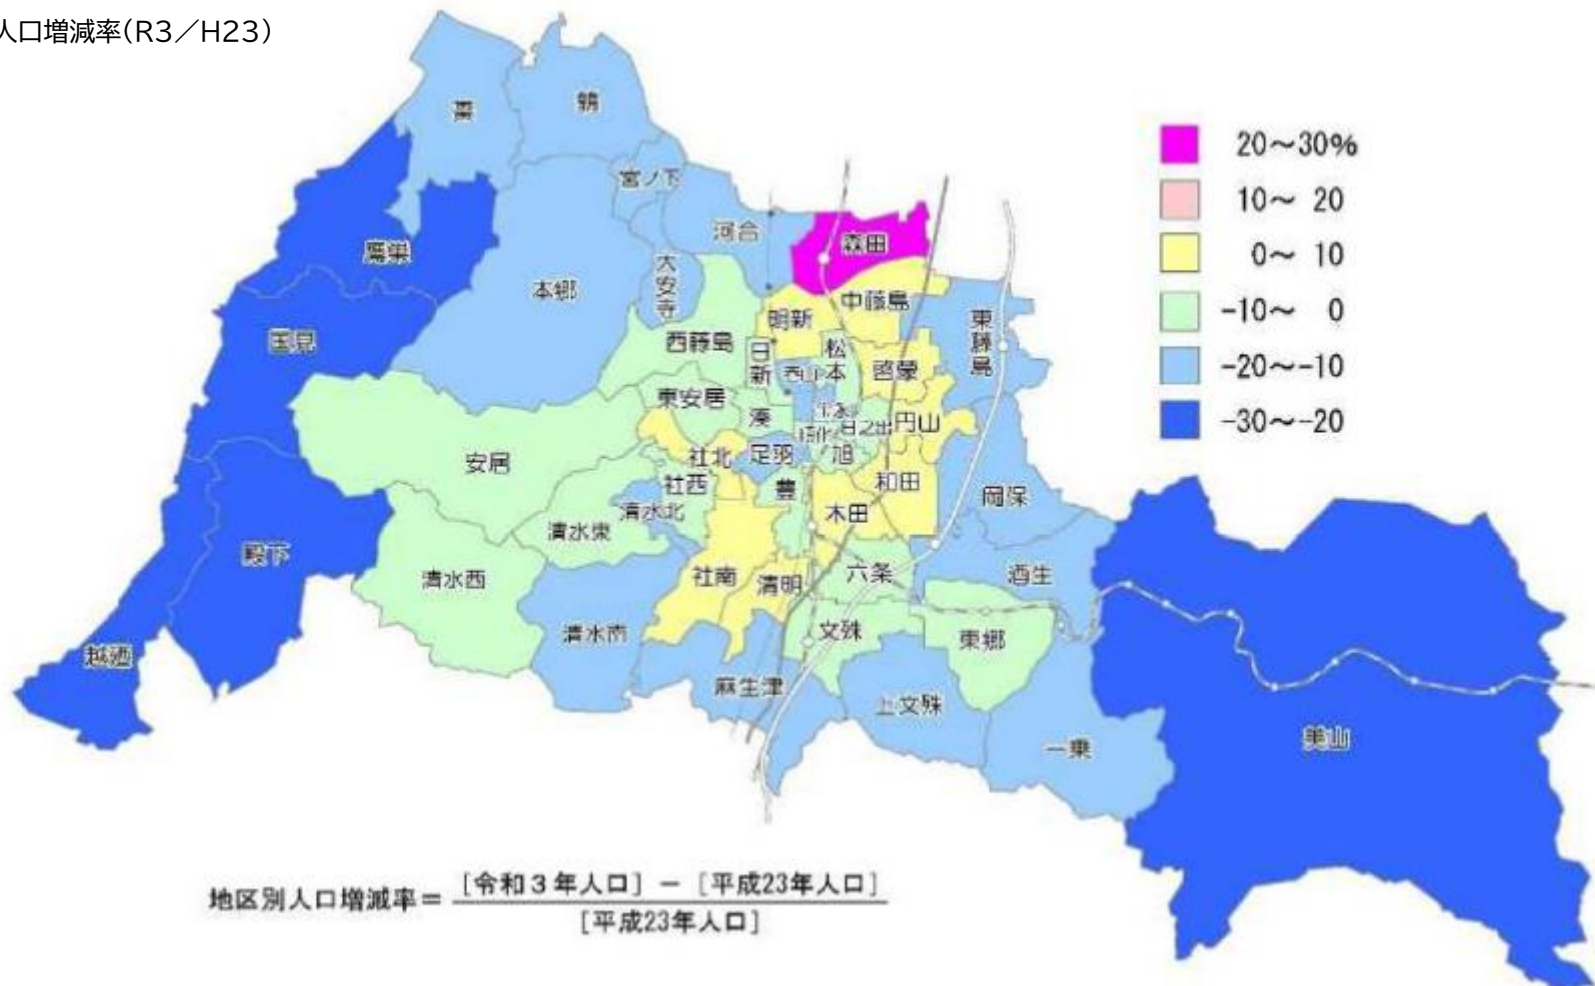 人口増減率(R3／H23)
20～30%
10～ 20
0～ 10
-10～ 0
-20～-10
-30～-20
棗
鶉
宮ノ下
河合
森田
鷹巣
大安寺
本郷
中藤島
明新
東藤島
国見
西藤島
日新
松本
啓蒙
東安居
湊
日之出
円山
安居
社北
足羽
旭
社西
豊
和田
清水北
岡保
清水東
木田
殿下
清水西
社南
清明
六条
酒生
清水南
文殊
東郷
越廼
麻生津
上文殊
一乗
美山
地区別人口増減率＝
[令和３年人口] － [平成23年人口]
[平成23年人口]